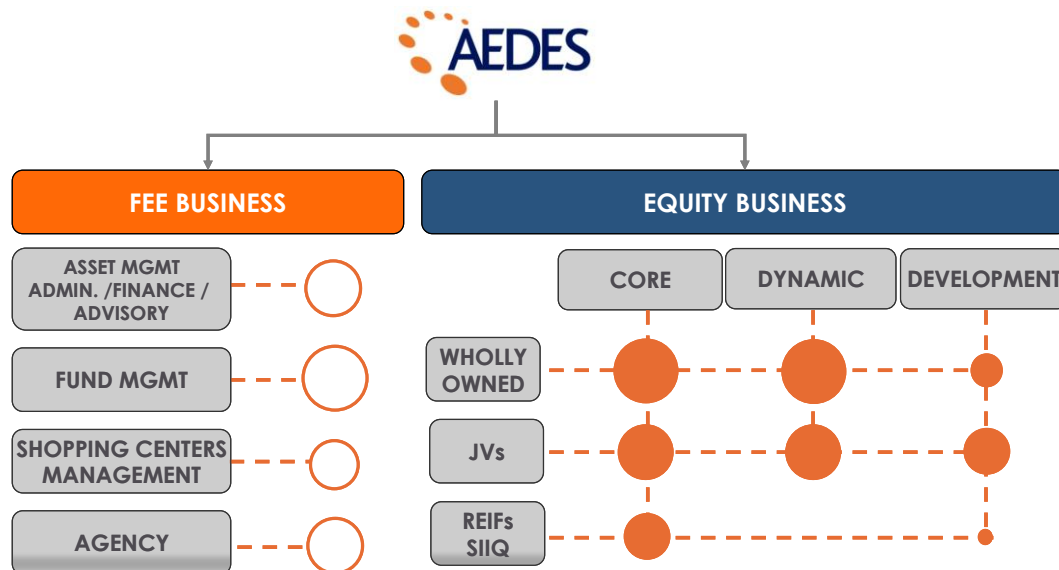 AEDES
FEE BUSINESS
EQUITY BUSINESS
ASSET MGMT
ADMIN. /FINANCE /
ADVISORY
FUND MGMT
SHOPPING CENTERS
MANAGEMENT
AGENCY
CORE
DYNAMIC
DEVELOPMENT
WHOLLY
OWNED
JVs
REIFs
SIIQ